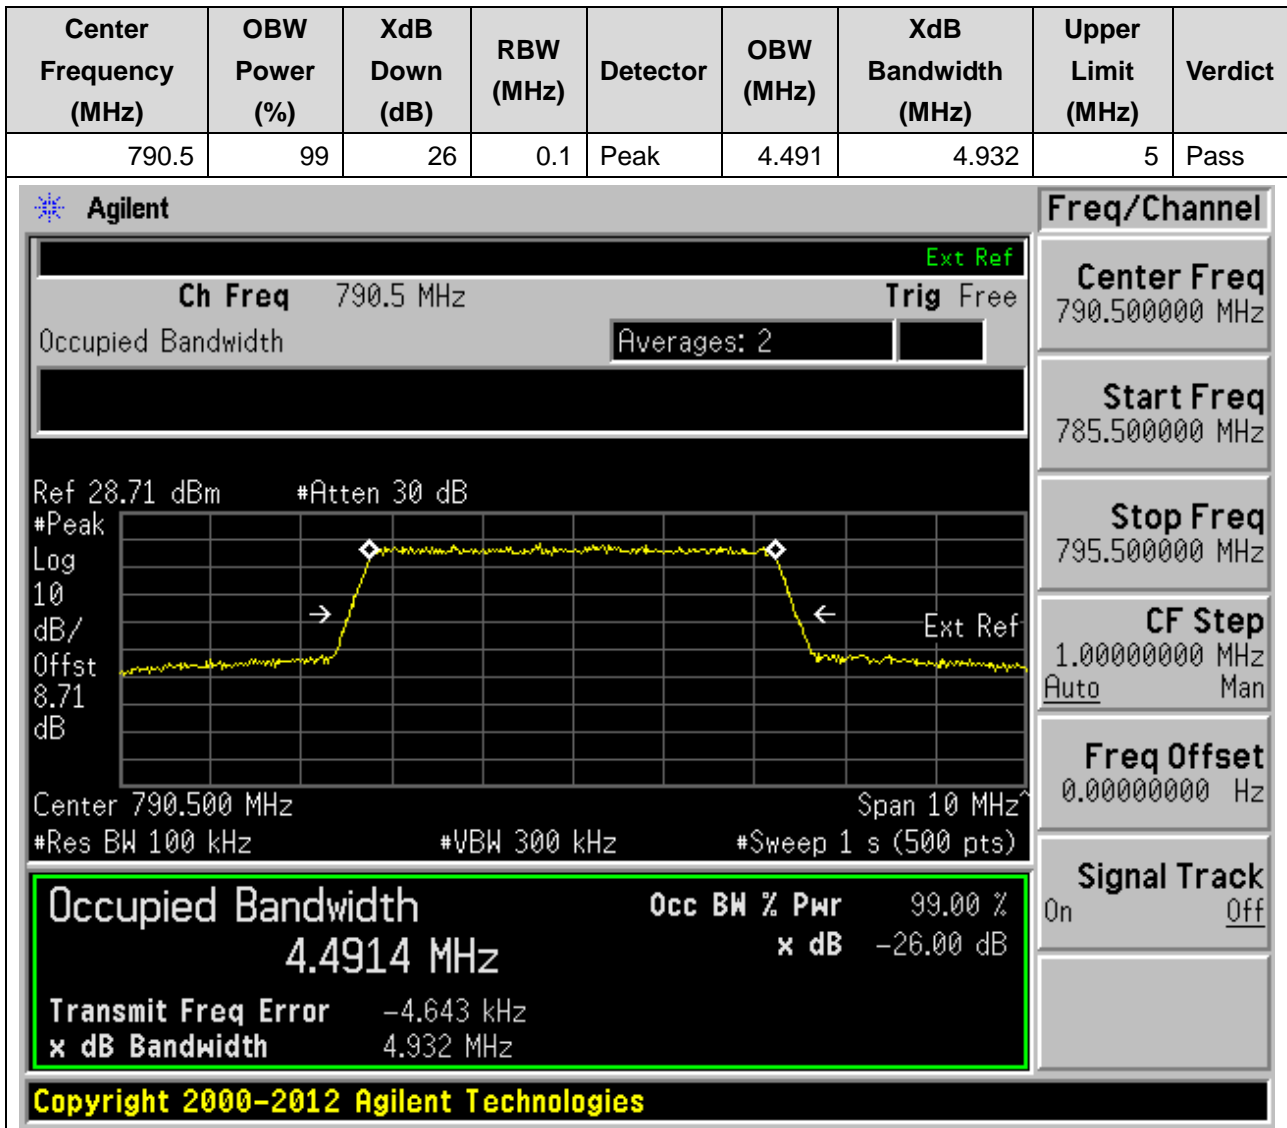 Center Frequency (MHz) OBW Power (%) XdB Down (dB) RBW (MHz) Detector OBW (MHz) XdB Bandwidth (MHz) Upper Limit (MHz) Verdict
790.5 99 26 0.1 Peak 4.491 4.932 5 Pass
Agilent
Ext Ref
Ch Freq 790.5 MHz Trig Free
Occupied Bandwidth Averages: 2
Ref 28.71 dBm #Atten 30 dB
#Peak
Log
10
dB/
Offst
8.71
dB
Ext Ref
Center 790.500 MHz Span 10 MHz^
#Res BW 100 kHz #VBW 300 kHz #Sweep 1 s (500 pts)
Occupied Bandwidth Occ BW % Pwr 99.00 %
4.4914 MHz x dB -26.00 dB
Transmit Freq Error -4.643 kHz
x dB Bandwidth 4.932 MHz
Copyright 2000-2012 Agilent Technologies
Freq/Channel
Center Freq
790.500000 MHz
Start Freq
785.500000 MHz
Stop Freq
795.500000 MHz
CF Step
1.00000000 MHz
Auto Man
Freq Offset
0.00000000 Hz
Signal Track
On Off